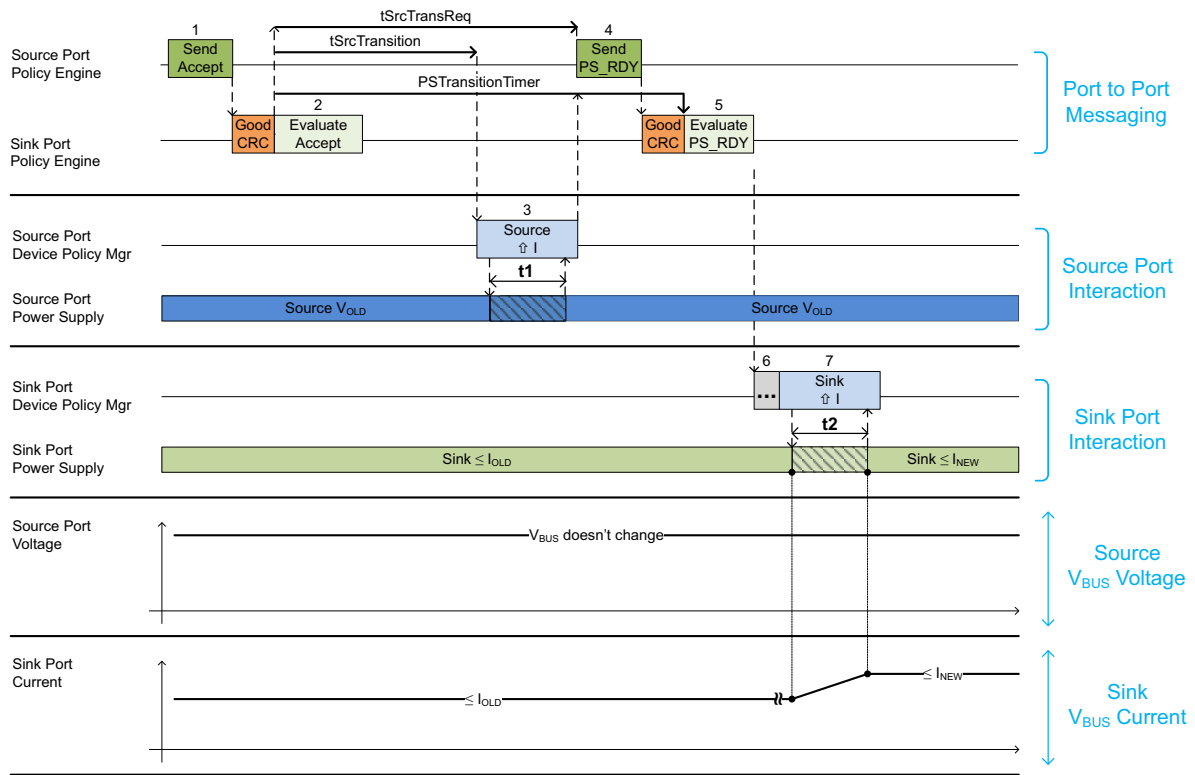 tSrcTransReq
1
4
Source Port
Policy Engine
Send
Accept
tSrcTransition
Send
PS_RDY
PSTransitionTimer
Port to Port
Messaging
2
5
Sink Port
Policy Engine
Good
CRC
Evaluate
Accept
Good
CRC
Evaluate
PS_RDY
3
Source Port
Device Policy Mgr
Source
⇧ I
t1
Source Port
Interaction
Source Port
Power Supply
Source VOLD
Source VOLD
6
7
Sink Port
Device Policy Mgr
...
Sink
⇧ I
t2
Sink Port
Interaction
Sink Port
Power Supply
Sink ≤ IOLD
Sink ≤ INEW
Source Port
Voltage
VBUS doesn't change
Source
VBUS Voltage
Sink Port
Current
≤ IOLD
≤ INEW
Sink
VBUS Current